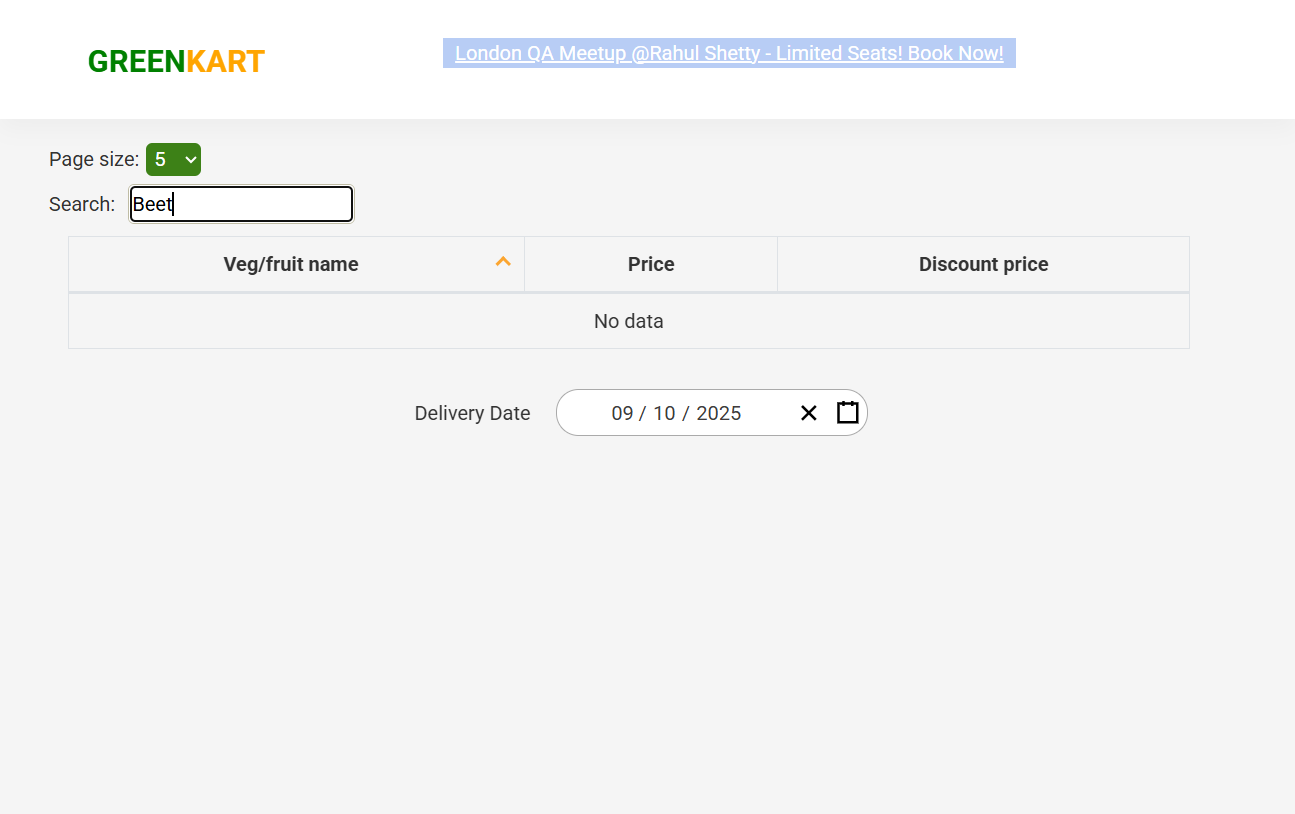 GREENKART
London QA Meetup @Rahul Shetty - Limited Seats! Book Now!
Page size: 5
Search: Beet
Veg/fruit name Price Discount price
No data
Delivery Date 09 / 10 / 2025